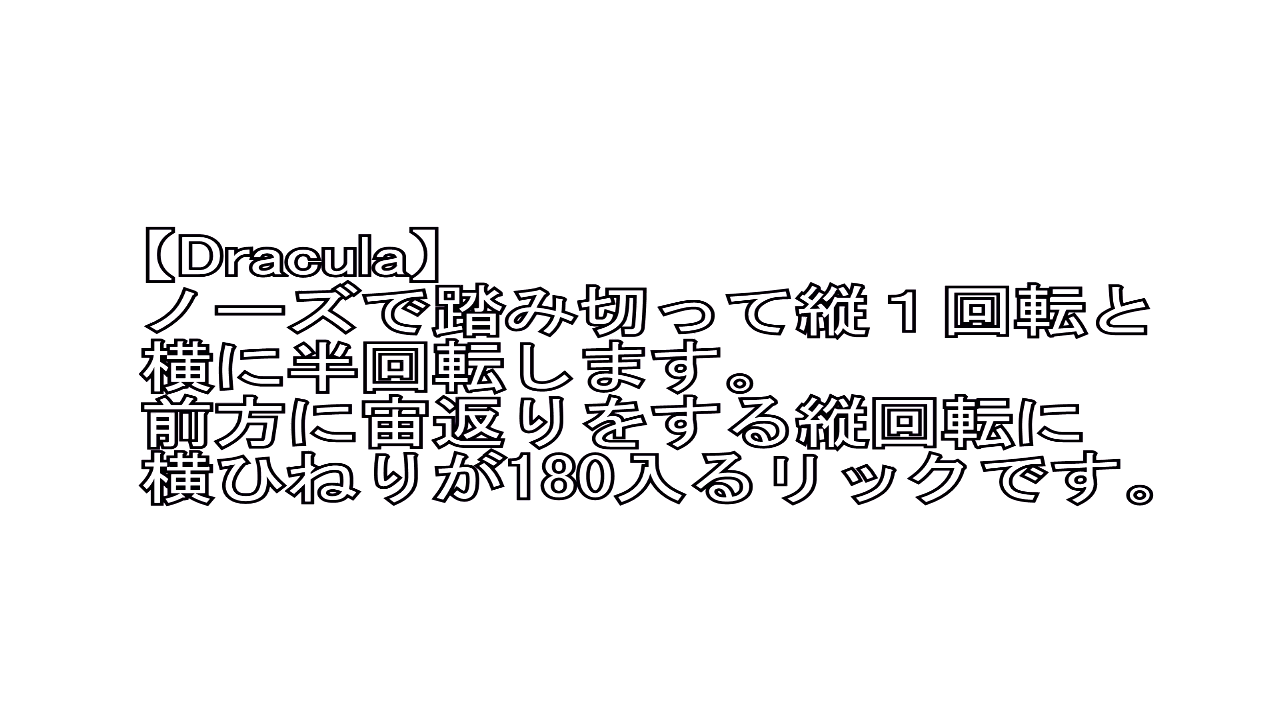 【Dracula】
ノーズで踏み切って縦１回転と
横に半回転します。
前方に宙返りをする縦回転に
横ひねりが180入るリックです。